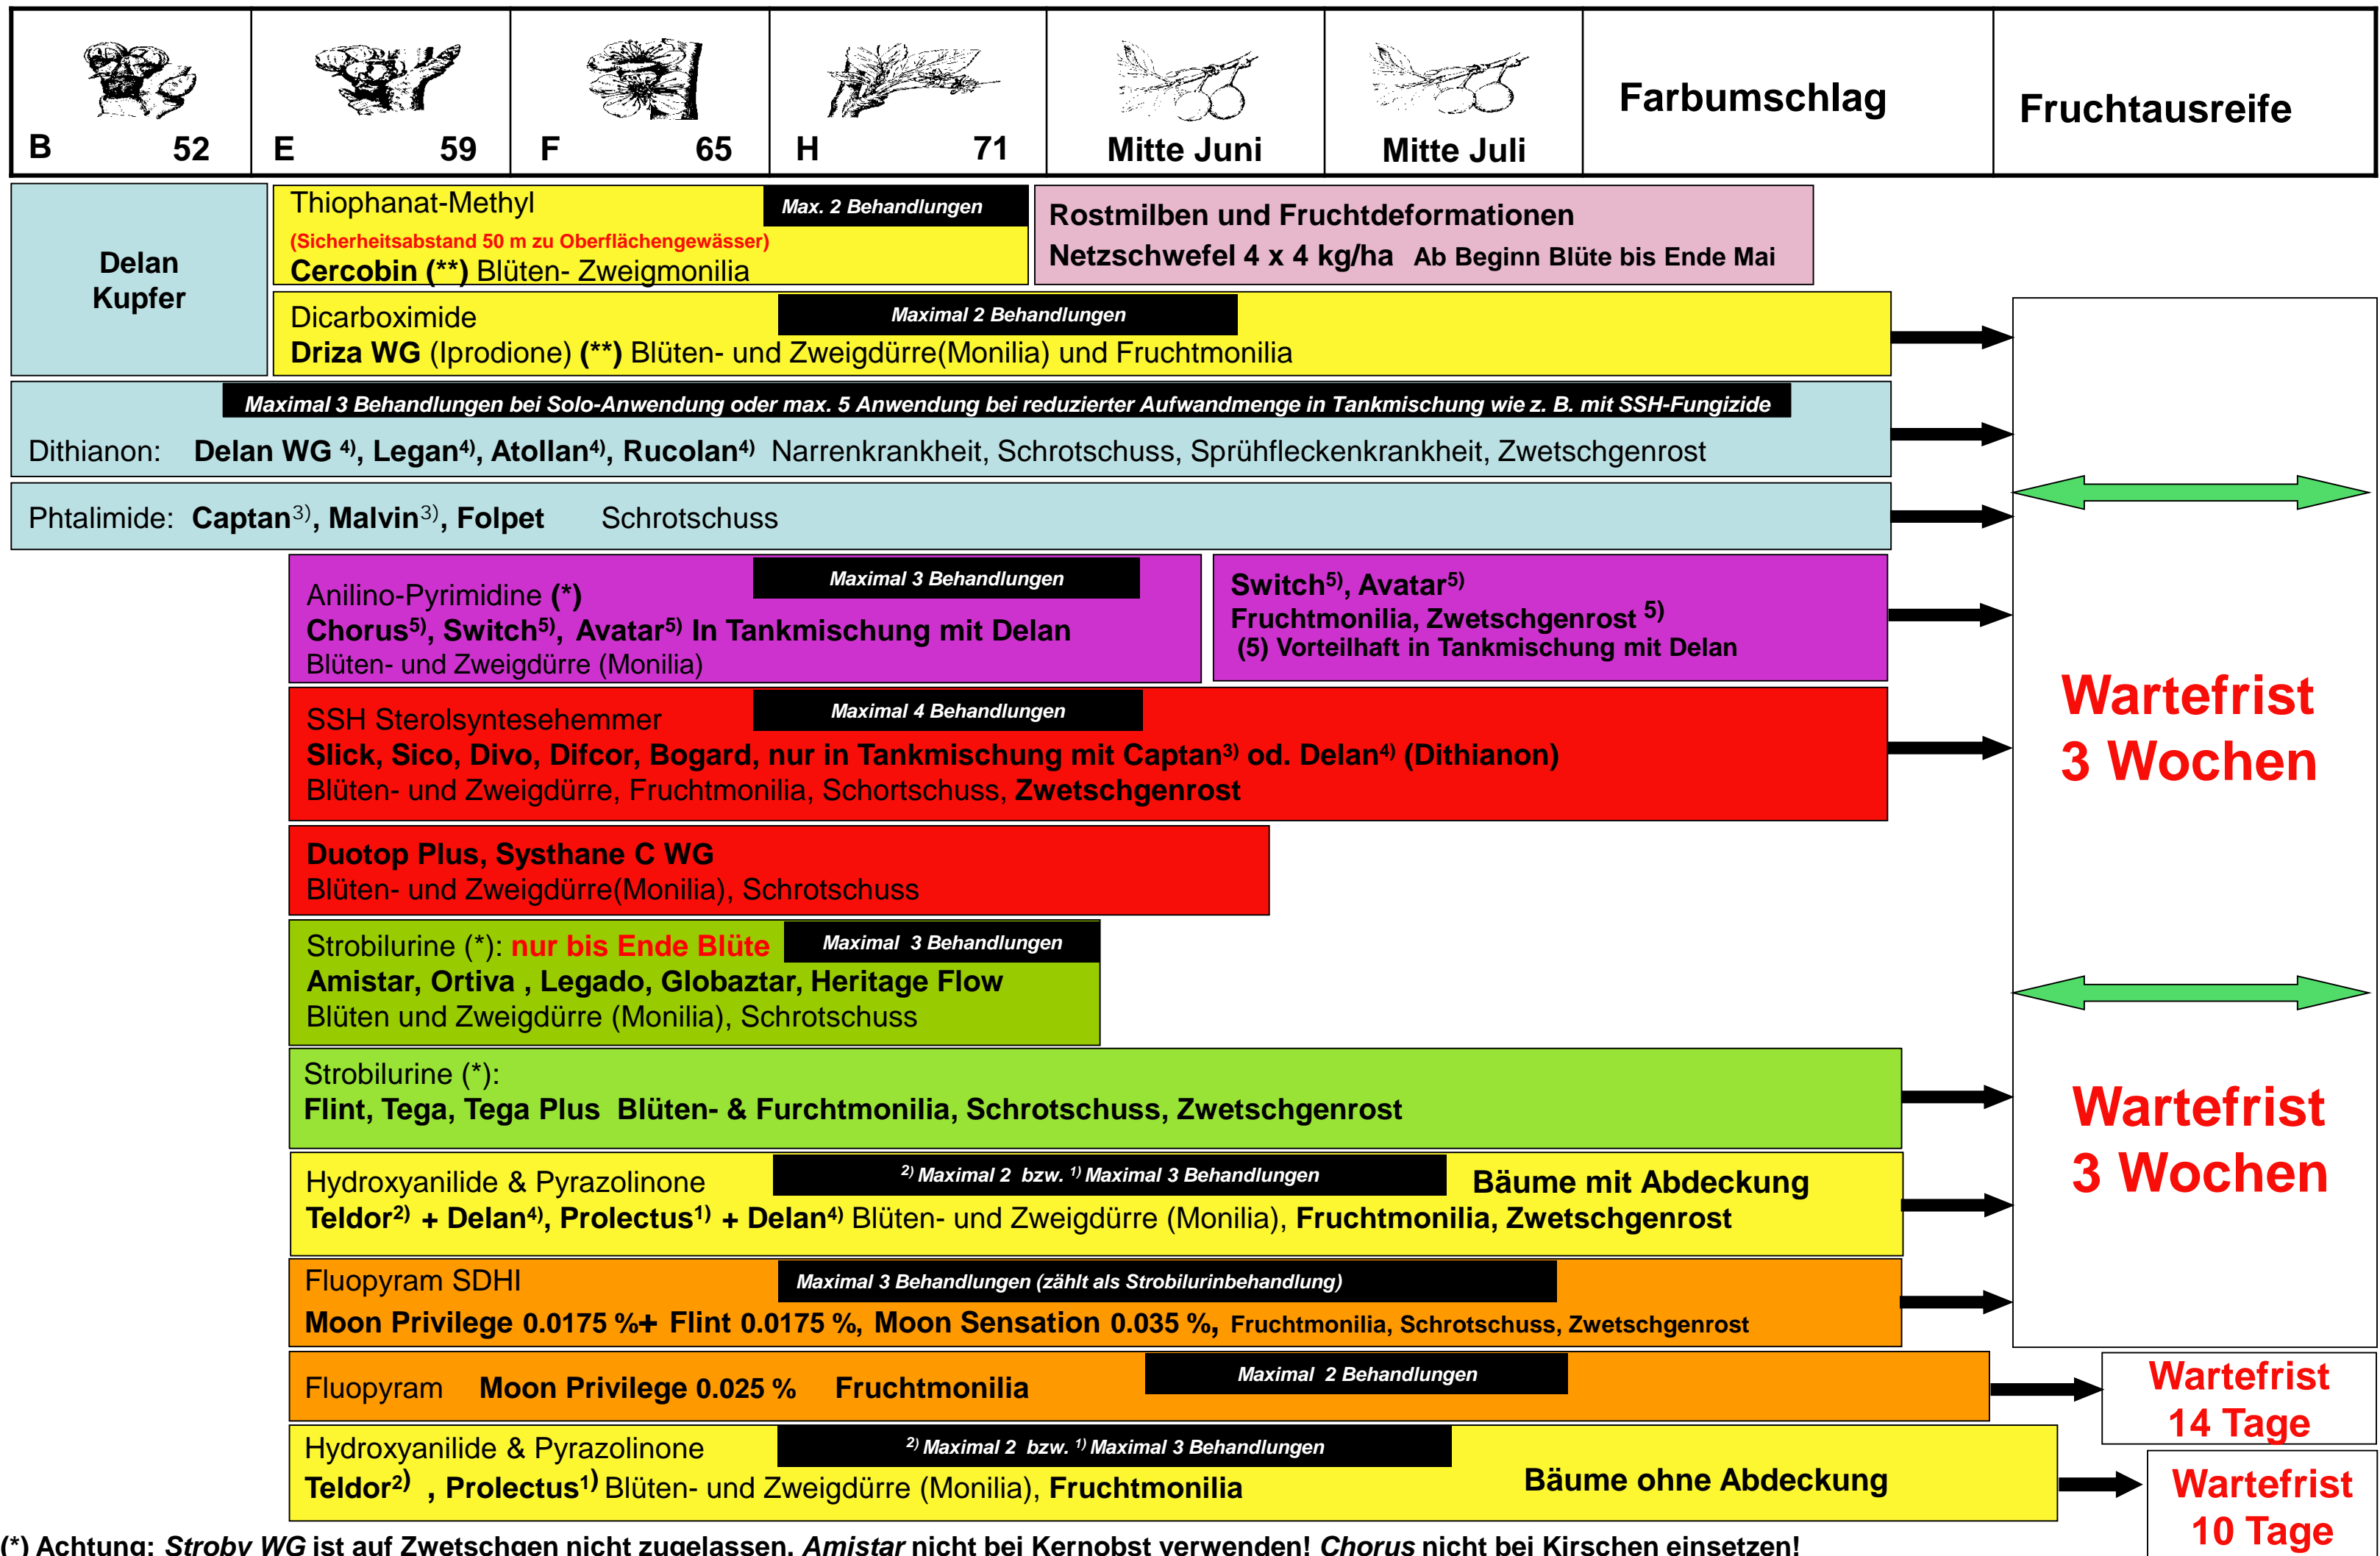 B 52 E 59 F 65 H 71 Mitte Juni Mitte Juli Farbumschlag Fruchtausreife
Delan
Kupfer
Thiophanat-Methyl
Max. 2 Behandlungen
(Sicherheitsabstand 50 m zu Oberflächengewässer)
Cercobin (**) Blüten- Zweigmonilia
Rostmilben und Fruchtdeformationen
Netzschwefel 4 x 4 kg/ha Ab Beginn Blüte bis Ende Mai
Dicarboximide
Maximal 2 Behandlungen
Driza WG (Iprodione) (**) Blüten- und Zweigdürre(Monilia) und Fruchtmonilia
Maximal 3 Behandlungen bei Solo-Anwendung oder max. 5 Anwendung bei reduzierter Aufwandmenge in Tankmischung wie z. B. mit SSH-Fungizide
Dithianon: Delan WG 4), Legan4), Atollan4), Rucolan4) Narrenkrankheit, Schrotschuss, Sprühfleckenkrankheit, Zwetschgenrost
Phtalimide: Captan3), Malvin3), Folpet Schrotschuss
Anilino-Pyrimidine (*)
Maximal 3 Behandlungen
Chorus5), Switch5), Avatar5) In Tankmischung mit Delan
Blüten- und Zweigdürre (Monilia)
Switch5), Avatar5)
Fruchtmonilia, Zwetschgenrost 5)
(5) Vorteilhaft in Tankmischung mit Delan
SSH Sterolsyntesehemmer
Maximal 4 Behandlungen
Slick, Sico, Divo, Difcor, Bogard, nur in Tankmischung mit Captan3) od. Delan4) (Dithianon)
Blüten- und Zweigdürre, Fruchtmonilia, Schortschuss, Zwetschgenrost
Wartefrist
3 Wochen
Duotop Plus, Systhane C WG
Blüten- und Zweigdürre(Monilia), Schrotschuss
Strobilurine (*): nur bis Ende Blüte
Maximal 3 Behandlungen
Amistar, Ortiva , Legado, Globaztar, Heritage Flow
Blüten und Zweigdürre (Monilia), Schrotschuss
Strobilurine (*):
Flint, Tega, Tega Plus Blüten- & Furchtmonilia, Schrotschuss, Zwetschgenrost
Wartefrist
3 Wochen
Hydroxyanilide & Pyrazolinone
2) Maximal 2 bzw. 1) Maximal 3 Behandlungen
Bäume mit Abdeckung
Teldor2) + Delan4), Prolectus1) + Delan4) Blüten- und Zweigdürre (Monilia), Fruchtmonilia, Zwetschgenrost
Fluopyram SDHI
Maximal 3 Behandlungen (zählt als Strobilurinbehandlung)
Moon Privilege 0.0175 %+ Flint 0.0175 %, Moon Sensation 0.035 %, Fruchtmonilia, Schrotschuss, Zwetschgenrost
Maximal 2 Behandlungen
Fluopyram Moon Privilege 0.025 % Fruchtmonilia
Wartefrist
14 Tage
Hydroxyanilide & Pyrazolinone
2) Maximal 2 bzw. 1) Maximal 3 Behandlungen
Teldor2) , Prolectus1) Blüten- und Zweigdürre (Monilia), Fruchtmonilia
Bäume ohne Abdeckung
Wartefrist
10 Tage
(*) Achtung: Stroby WG ist auf Zwetschgen nicht zugelassen. Amistar nicht bei Kernobst verwenden! Chorus nicht bei Kirschen einsetzen!